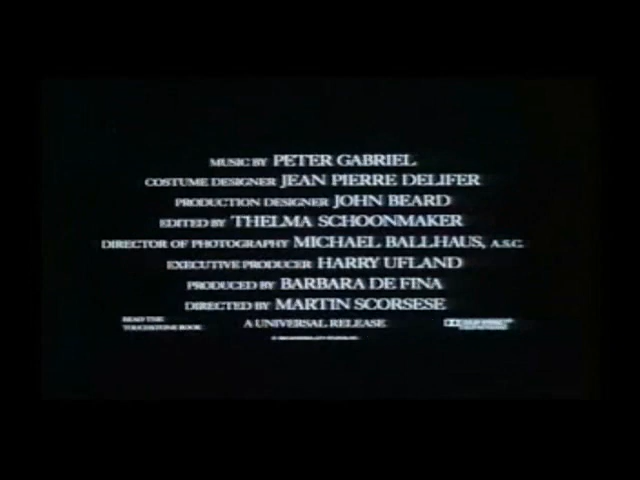 MUSIC BY PETER GABRIEL
COSTUME DESIGNER JEAN PIERRE DELIFER
PRODUCTION DESIGNER JOHN BEARD
EDITED BY THELMA SCHOONMAKER
DIRECTOR OF PHOTOGRAPHY MICHAEL BALLHAUS, A.S.C.
EXECUTIVE PRODUCER HARRY UFLAND
PRODUCED BY BARBARA DE FINA
DIRECTED BY MARTIN SCORSESE
READ THE
TOUCHSTONE BOOK
A UNIVERSAL RELEASE